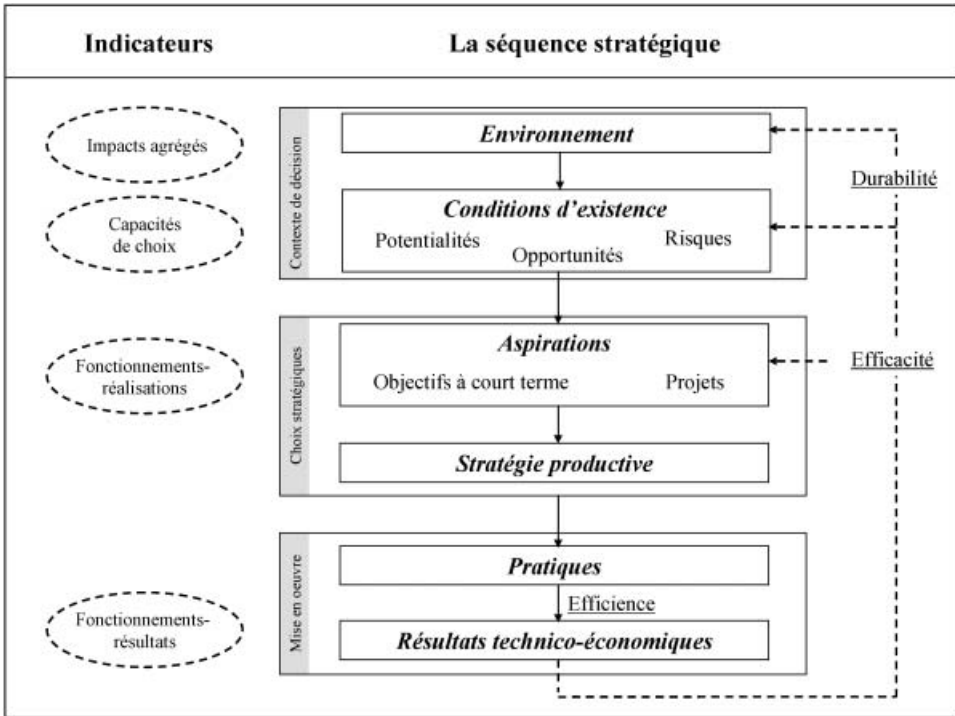 Indicateurs
La séquence stratégique
Impacts agrégés
Capacités
de choix
Fonctionnements-
réalisations
Fonctionnements-
résultats
Contexte de décision
Environnement
Conditions d'existence
Potentialités
Risques
Opportunités
Choix stratégiques
Aspirations
Objectifs à court terme
Projets
Stratégie productive
Mise en oeuvre
Pratiques
Efficience
Résultats technico-économiques
Durabilité
Efficacité